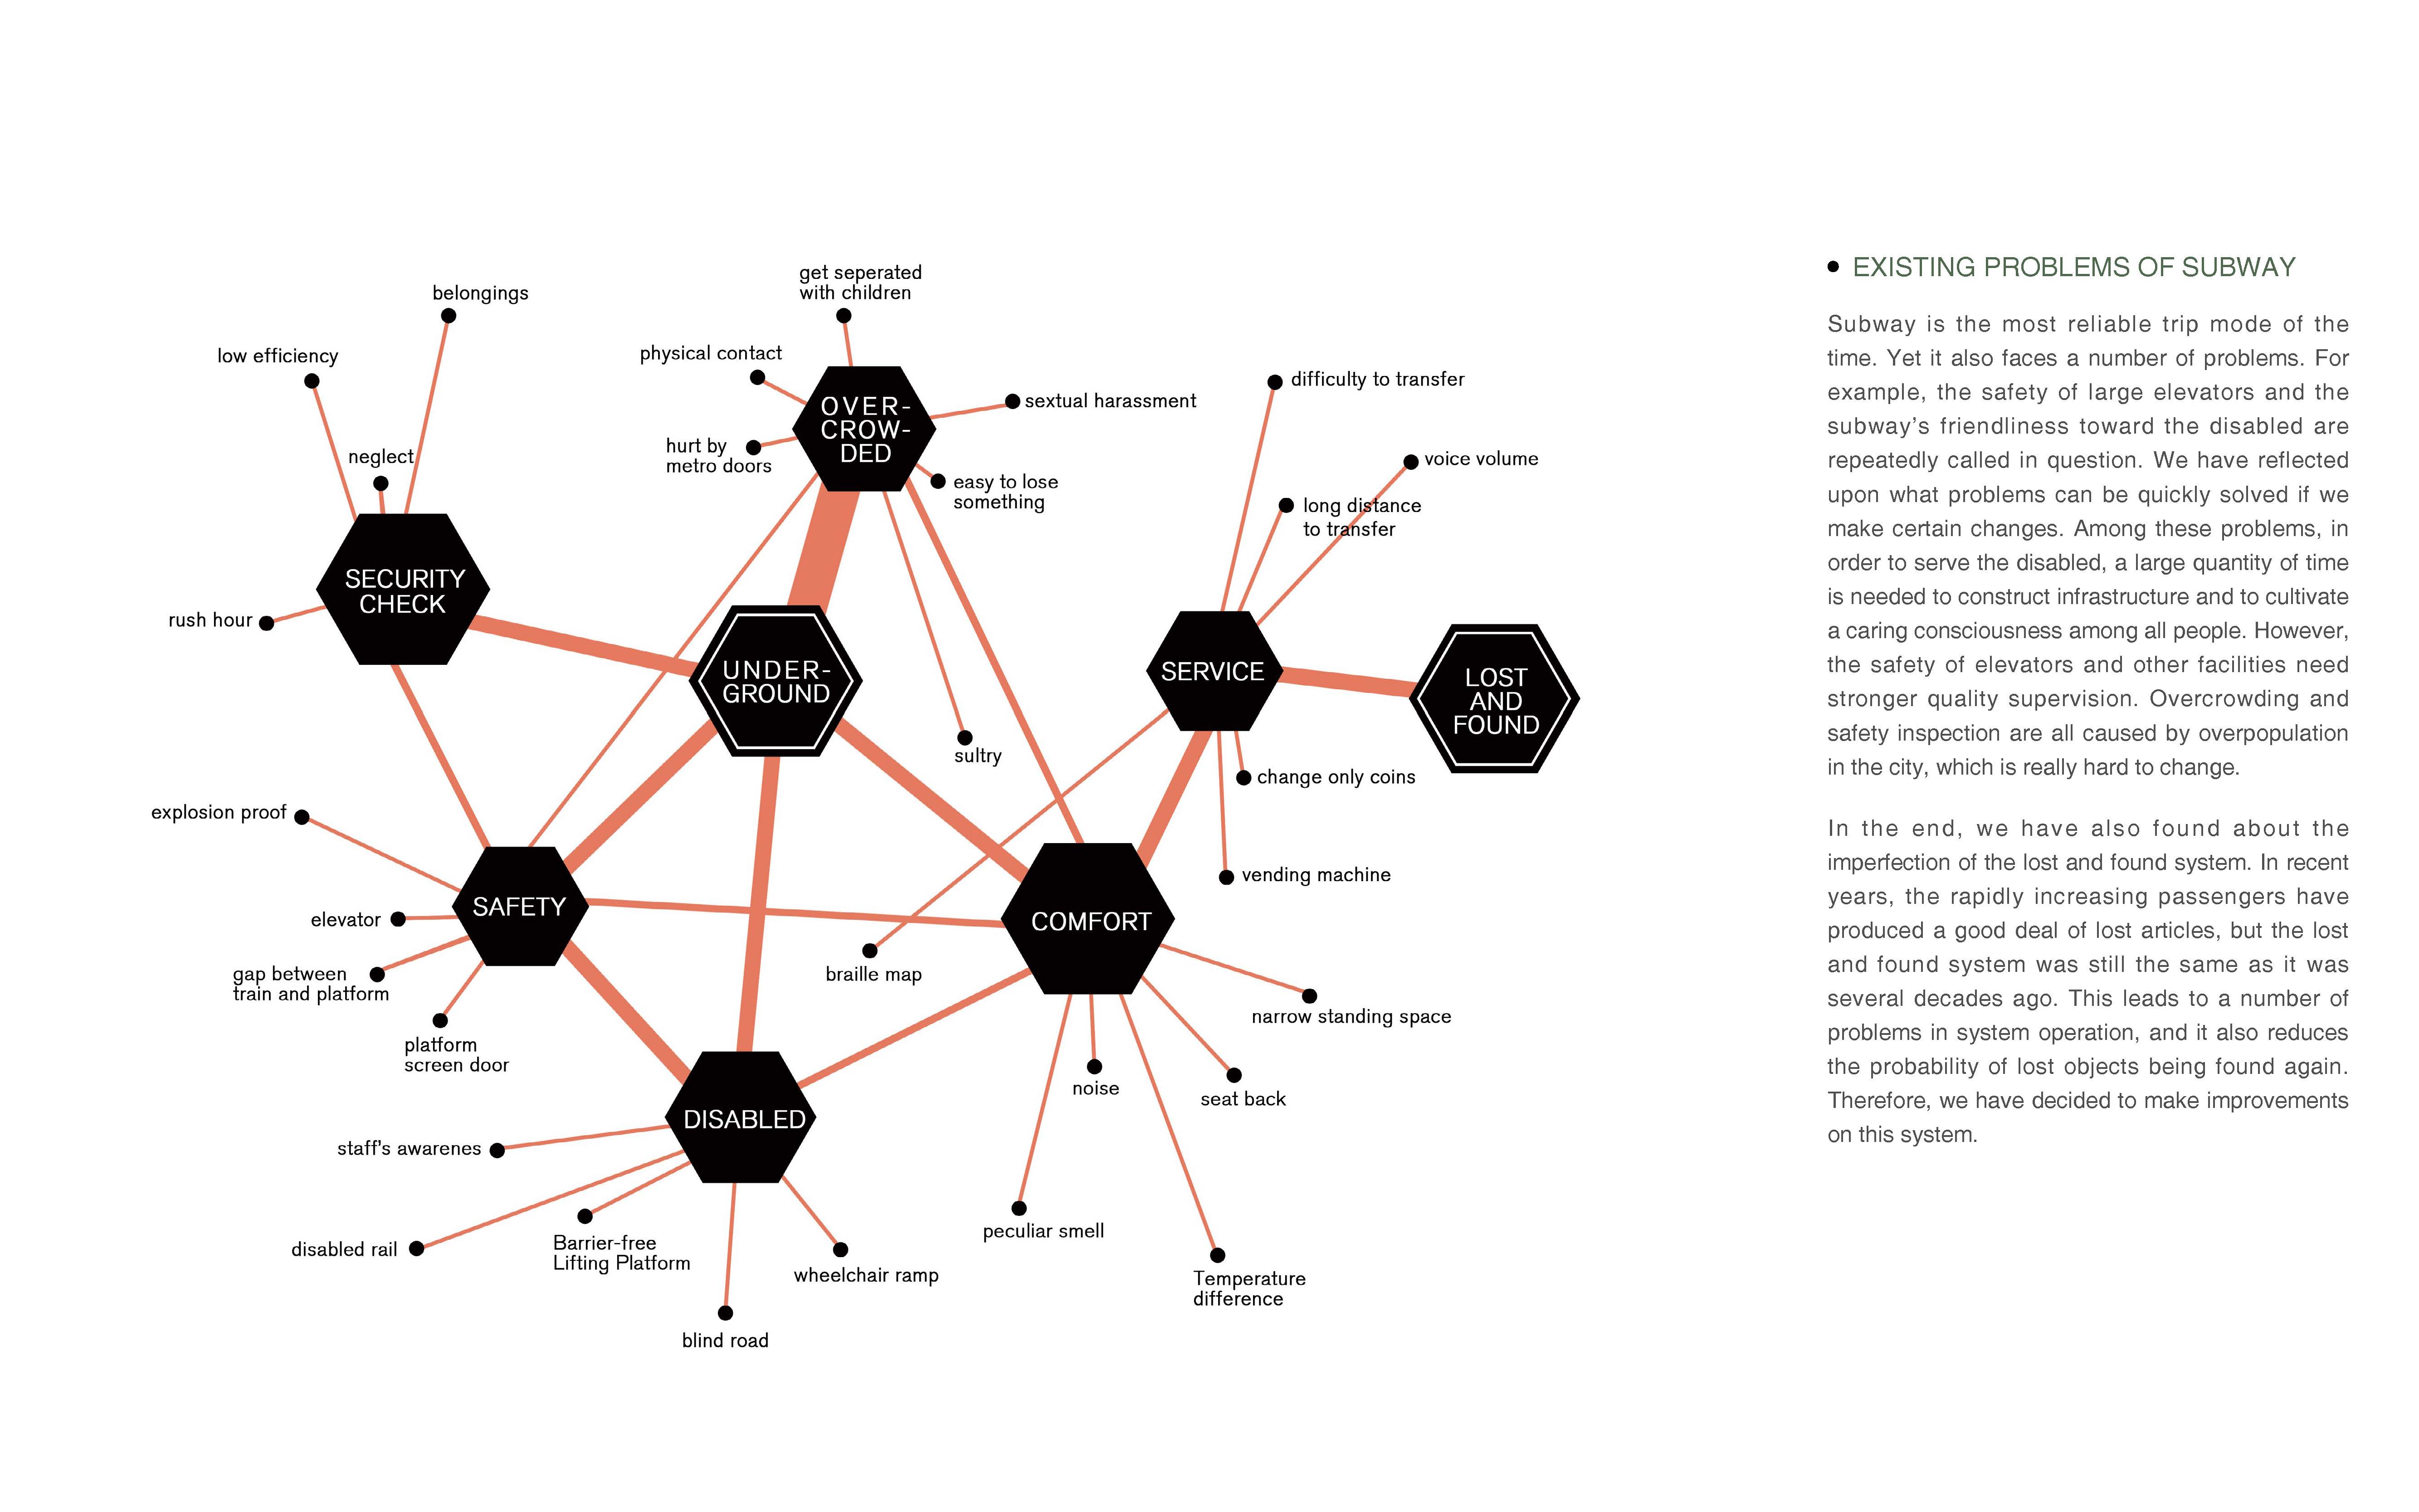 get seperated
with children
belongings
low efficiency
physical contact
OVER-
CROW-
DED
sextual harassment
difficulty to transfer
hurt by
metro doors
neglect
easy to lose
something
voice volume
long distance
to transfer
SECURITY
CHECK
rush hour
UNDER-
GROUND
SERVICE
LOST
AND
FOUND
sultry
change only coins
explosion proof
vending machine
SAFETY
elevator
COMFORT
gap between
train and platform
braille map
narrow standing space
platform
screen door
noise
seat back
DISABLED
staff's awarenes
disabled rail
Barrier-free
Lifting Platform
wheelchair ramp
peculiar smell
Temperature
difference
blind road
EXISTING PROBLEMS OF SUBWAY
Subway is the most reliable trip mode of the
time. Yet it also faces a number of problems. For
example, the safety of large elevators and the
subway's friendliness toward the disabled are
repeatedly called in question. We have reflected
upon what problems can be quickly solved if we
make certain changes. Among these problems, in
order to serve the disabled, a large quantity of time
is needed to construct infrastructure and to cultivate
a caring consciousness among all people. However,
the safety of elevators and other facilities need
stronger quality supervision. Overcrowding and
safety inspection are all caused by overpopulation
in the city, which is really hard to change.
In the end, we have also found about the
imperfection of the lost and found system. In recent
years, the rapidly increasing passengers have
produced a good deal of lost articles, but the lost
and found system was still the same as it was
several decades ago. This leads to a number of
problems in system operation, and it also reduces
the probability of lost objects being found again.
Therefore, we have decided to make improvements
on this system.